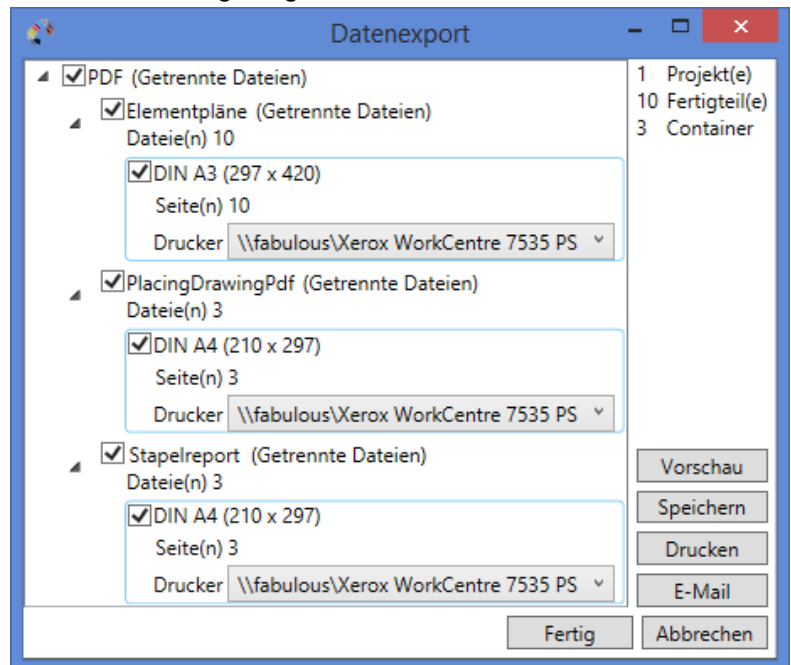 Datenexport
PDF (Getrennte Dateien)
Elementpläne (Getrennte Dateien)
Dateie(n) 10
DIN A3 (297 x 420)
Seite(n) 10
Drucker \\fabulous\Xerox WorkCentre 7535 PS
PlacingDrawingPdf (Getrennte Dateien)
Dateie(n) 3
DIN A4 (210 x 297)
Seite(n) 3
Drucker \\fabulous\Xerox WorkCentre 7535 PS
Stapelreport (Getrennte Dateien)
Dateie(n) 3
DIN A4 (210 x 297)
Seite(n) 3
Drucker \\fabulous\Xerox WorkCentre 7535 PS
1 Projekt(e)
10 Fertigteil(e)
3 Container
Vorschau
Speichern
Drucken
E-Mail
Fertig
Abbrechen